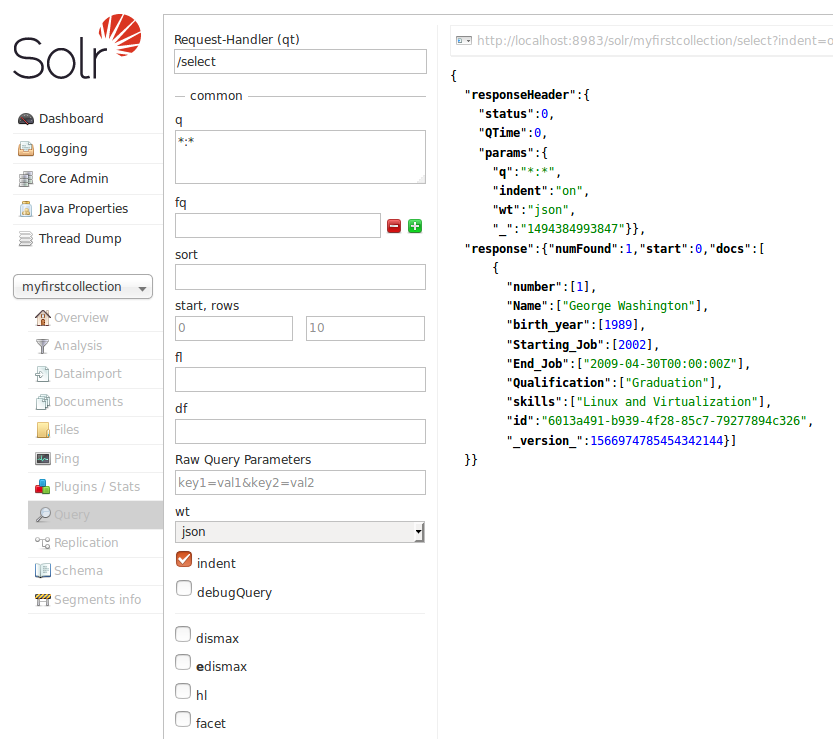 Solr
Dashboard
Logging
Core Admin
Java Properties
Thread Dump
myfirstcollection
Overview
Analysis
Dataimport
Documents
Files
Ping
Plugins / Stats
Query
Replication
Schema
Segments info
Request-Handler (qt)
/select
common
q
*:*
fq
sort
start, rows
0 10
fl
df
Raw Query Parameters
key1=val1&key2=val2
wt
json
indent
debugQuery
dismax
edismax
hl
facet
http://localhost:8983/solr/myfirstcollection/select?indent=o
{
"responseHeader":{
"status":0,
"QTime":0,
"params":{
"q":"*:*",
"indent":"on",
"wt":"json",
"_":"1494384993847"}},
"response":{"numFound":1,"start":0,"docs":[
{
"number":[1],
"Name":["George Washington"],
"birth_year":[1989],
"Starting_Job":[2002],
"End_Job":["2009-04-30T00:00:00Z"],
"Qualification":["Graduation"],
"skills":["Linux and Virtualization"],
"id":"6013a491-b939-4f28-85c7-79277894c326",
"_version_":1566974785454342144}]
}}